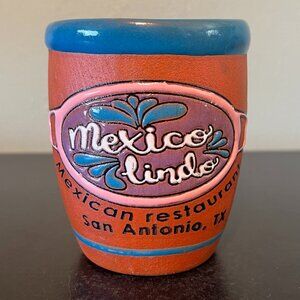 Mexico
lindo
Mexican restaurant
San Antonio, TX